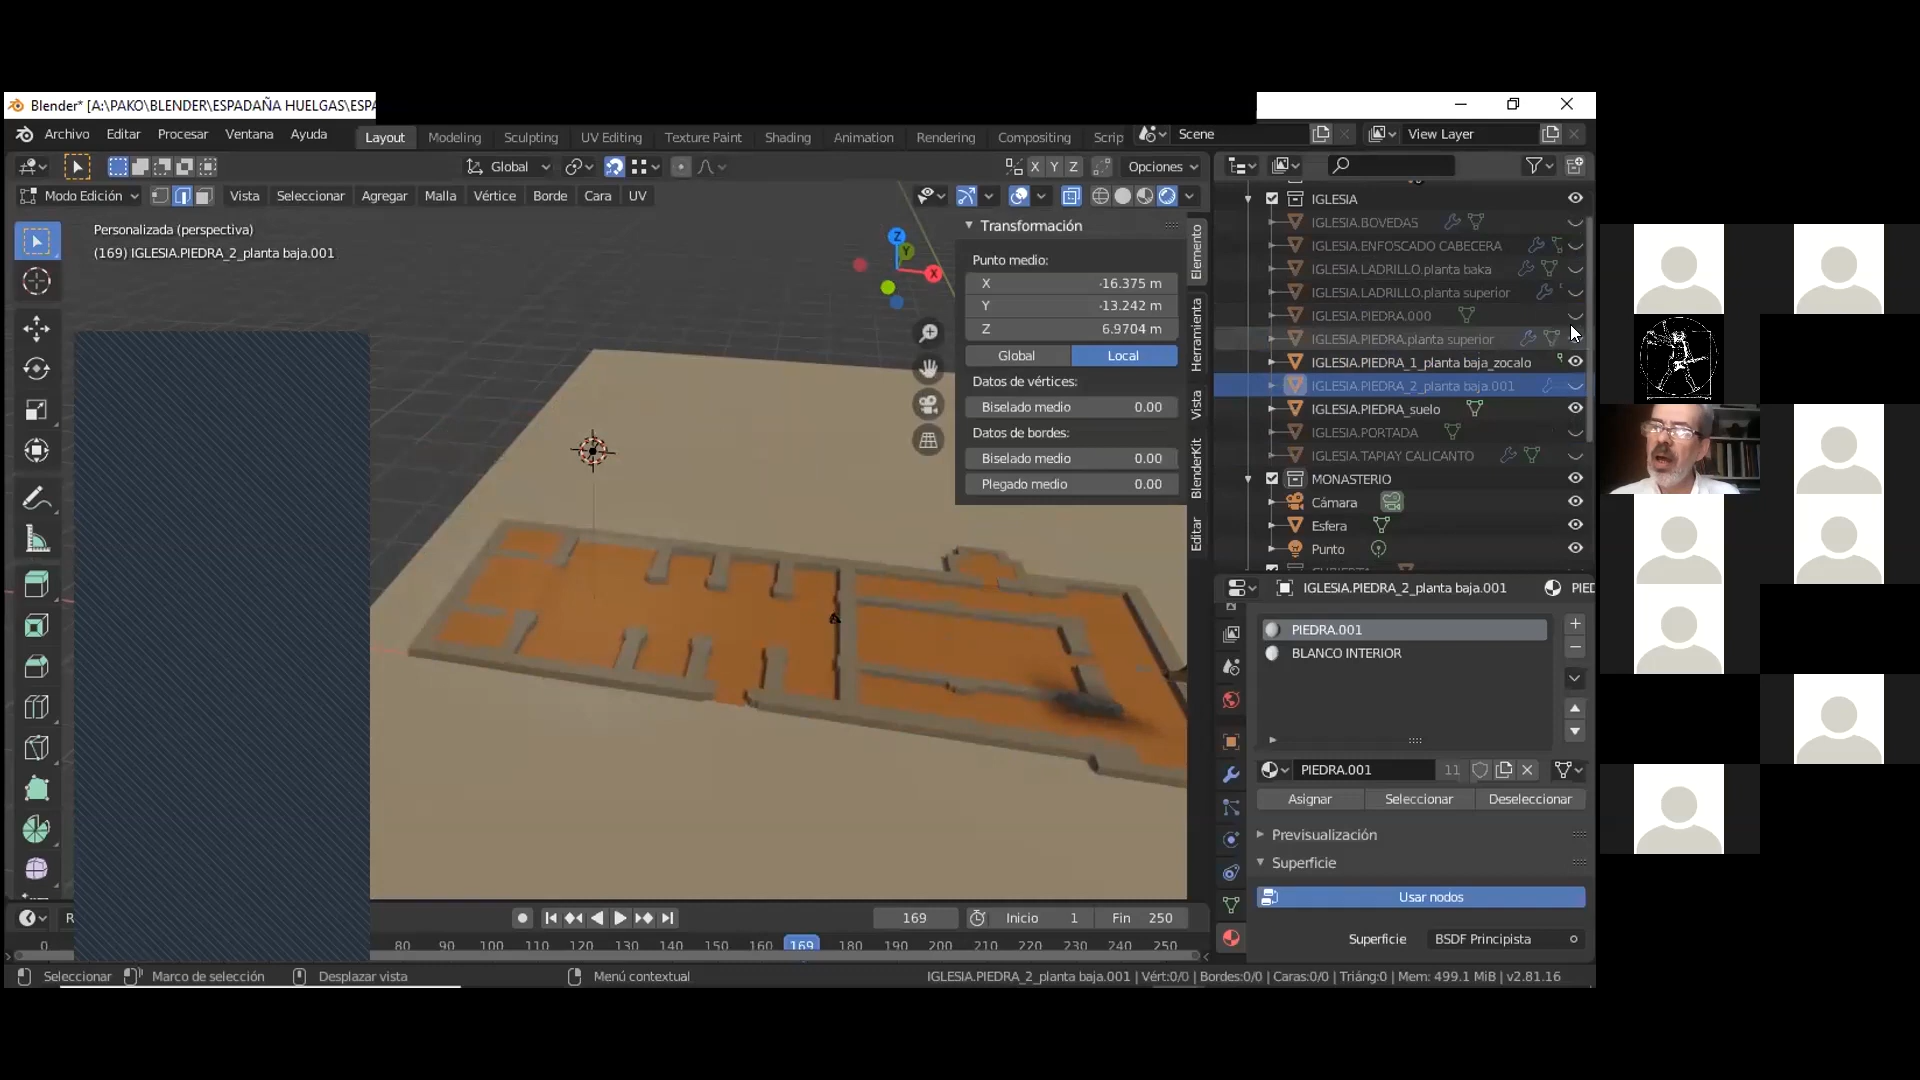 Blender* [A:\PAKO\BLENDER\ESPADAÑA HUELGAS\ESPA
Archivo Editar Procesar Ventana Ayuda Layout Modeling Sculpting UV Editing Texture Paint Shading Animation Rendering Compositing Scrip Scene View Layer
Global X Y Z Opciones
Modo Edición Vista Seleccionar Agregar Malla Vértice Borde Cara UV
Personalizada (perspectiva)
(169) IGLESIA.PIEDRA_2_planta baja.001
Z
Y
X
Transformación
Punto medio:
X -16.375 m
Y -13.242 m
Z 6.9704 m
Global Local
Datos de vértices:
Biselado medio 0.00
Datos de bordes:
Biselado medio 0.00
Plegado medio 0.00
Elemento
Herramienta
Vista
BlenderKit
Editar
IGLESIA
IGLESIA.BOVEDAS
IGLESIA.ENFOSCADO CABECERA
IGLESIA.LADRILLO.planta baka
IGLESIA.LADRILLO.planta superior
IGLESIA.PIEDRA.000
IGLESIA.PIEDRA.planta superior
IGLESIA.PIEDRA_1_planta baja_zocalo
IGLESIA.PIEDRA_2_planta baja.001
IGLESIA.PIEDRA_suelo
IGLESIA.PORTADA
IGLESIA.TAPIAY CALICANTO
MONASTERIO
Cámara
Esfera
Punto
IGLESIA.PIEDRA_2_planta baja.001 PIED
PIEDRA.001
BLANCO INTERIOR
PIEDRA.001 11
Asignar Seleccionar Deseleccionar
Previsualización
Superficie
Usar nodos
Superficie BSDF Principista
R 169 Inicio 1 Fin 250
0 80 90 100 110 120 130 140 150 160 169 180 190 200 210 220 230 240 250
Seleccionar Marco de selección Desplazar vista Menú contextual IGLESIA.PIEDRA_2_planta baja.001 | Vért:0/0 | Bordes:0/0 | Caras:0/0 | Triáng:0 | Mem: 499.1 MiB | v2.81.16